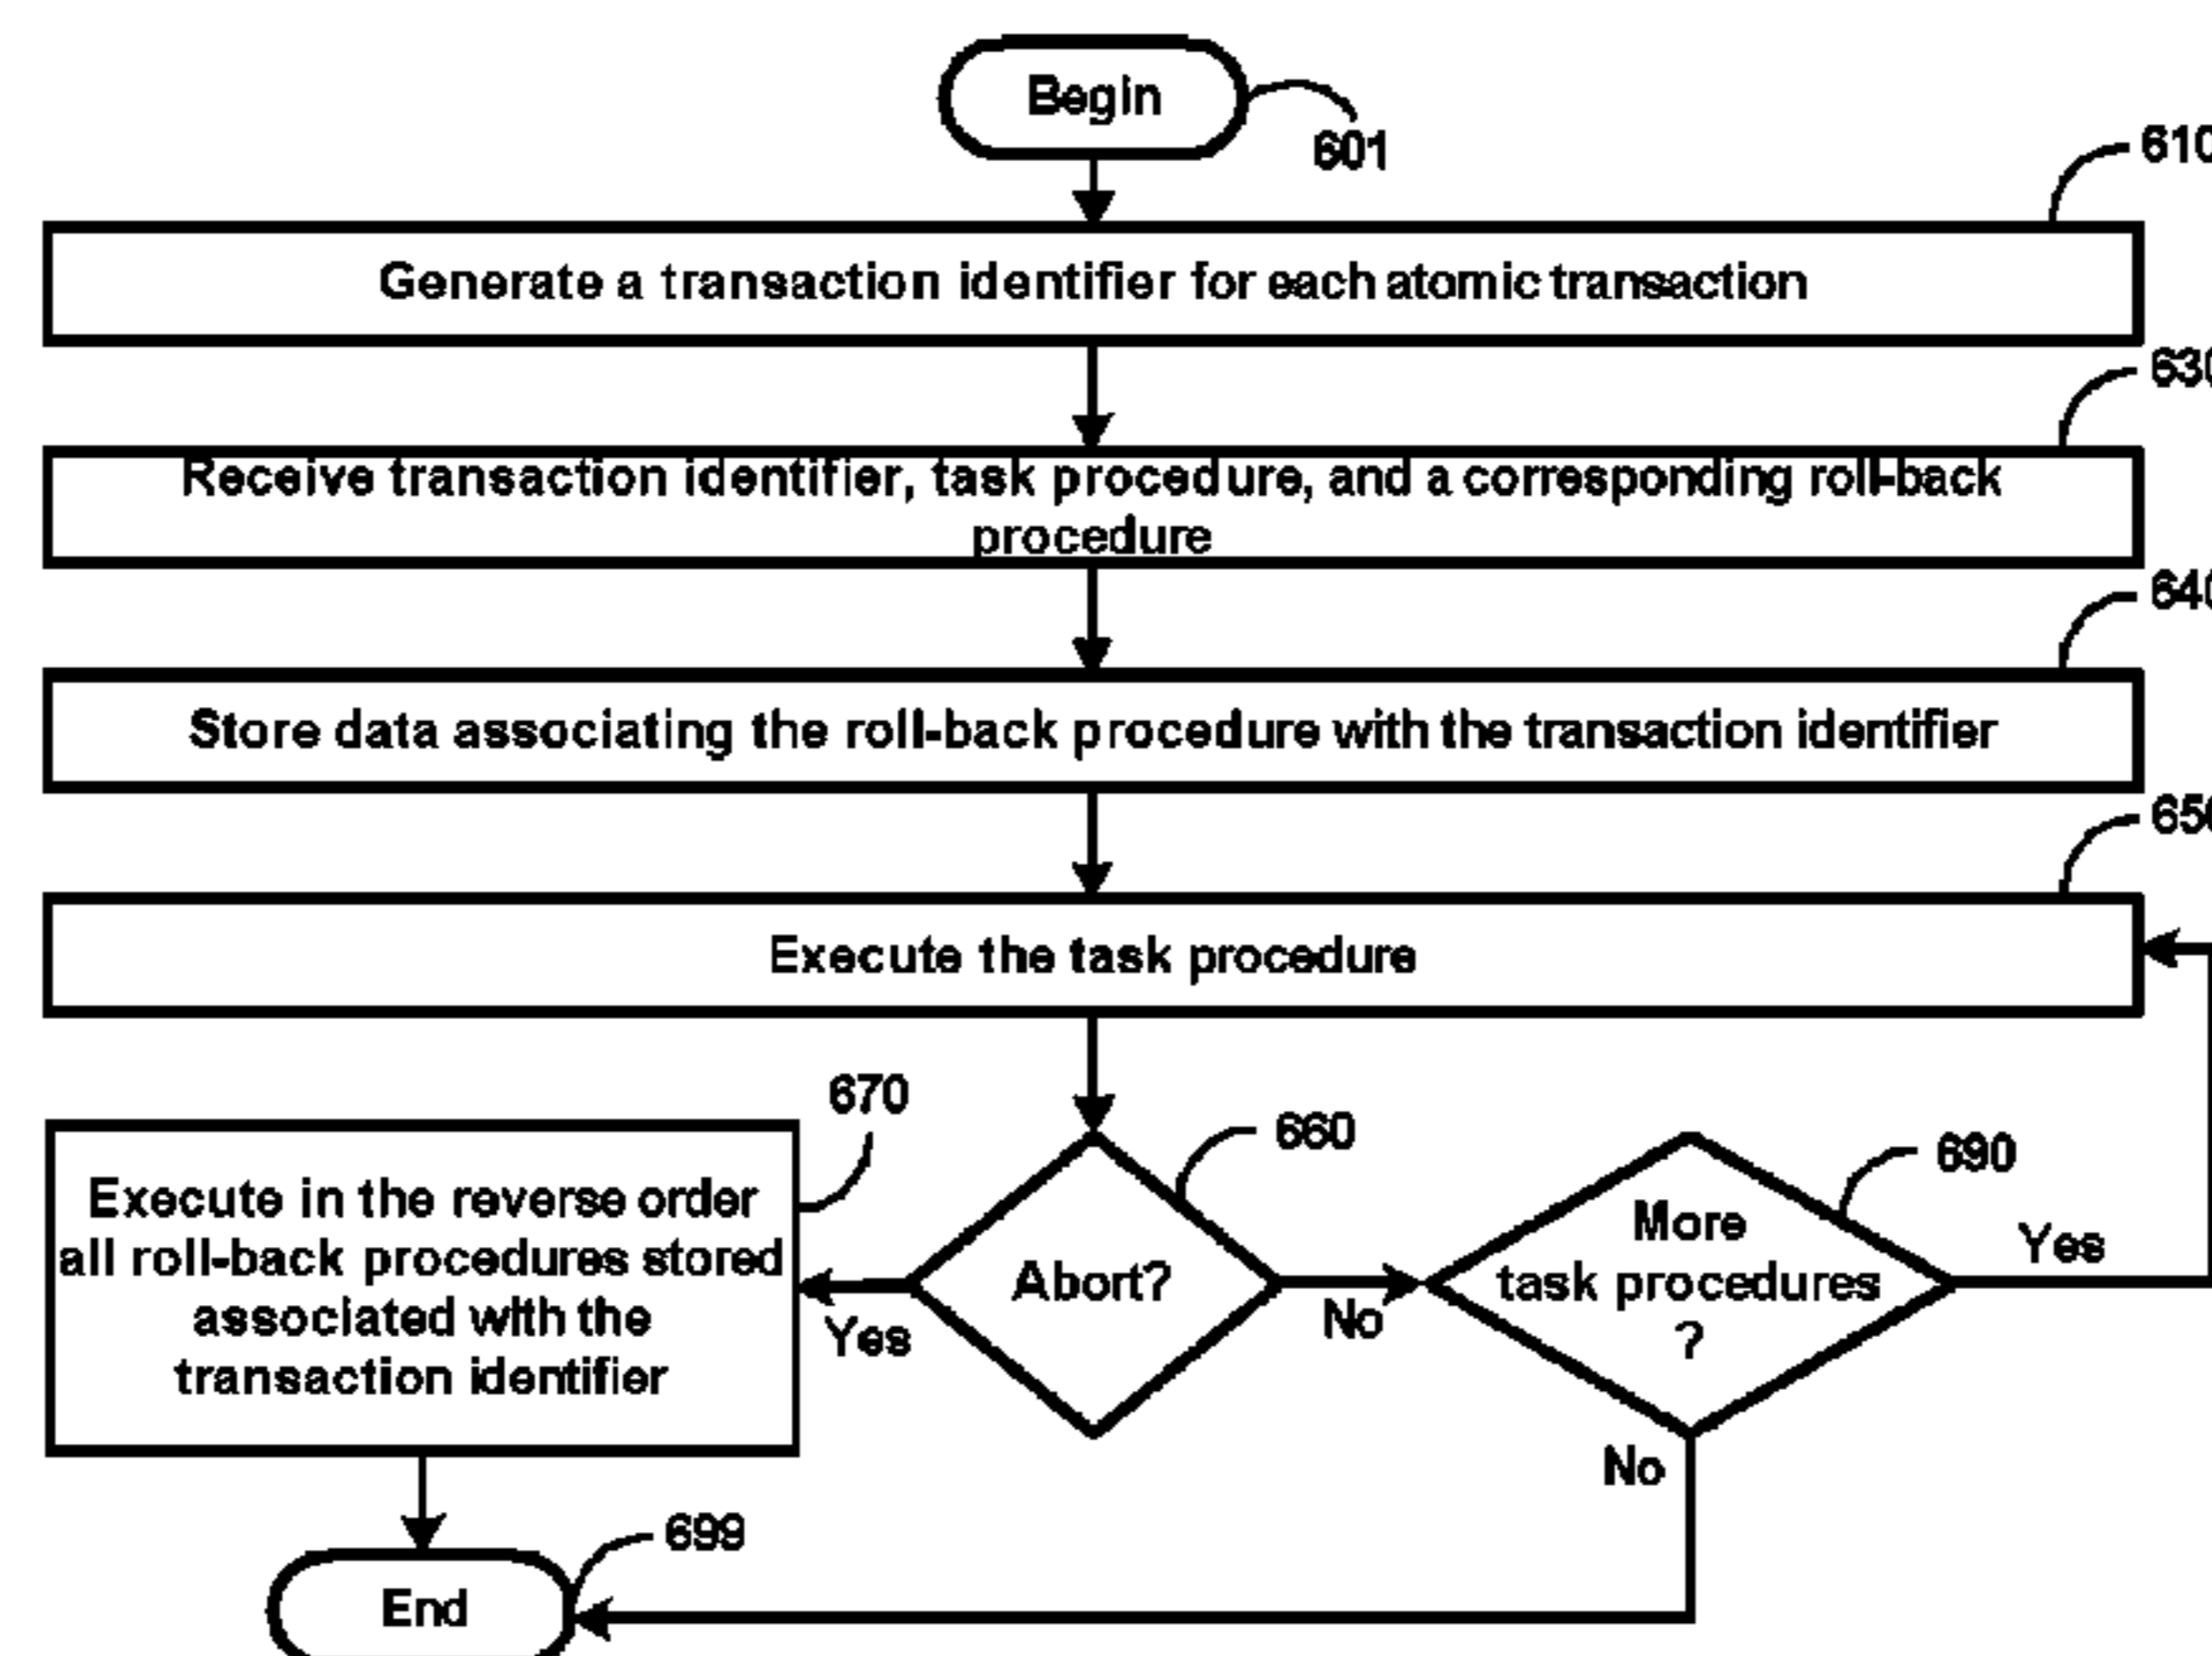 Begin
601
610
Generate a transaction identifier for each atomic transaction
630
Receive transaction identifier, task procedure, and a corresponding roll-back
procedure
640
Store data associating the roll-back procedure with the transaction identifier
650
Execute the task procedure
670
660
690
Execute in the reverse order
all roll-back procedures stored
associated with the
transaction identifier
Abort?
More
task procedures
?
Yes
Yes
No
No
699
End